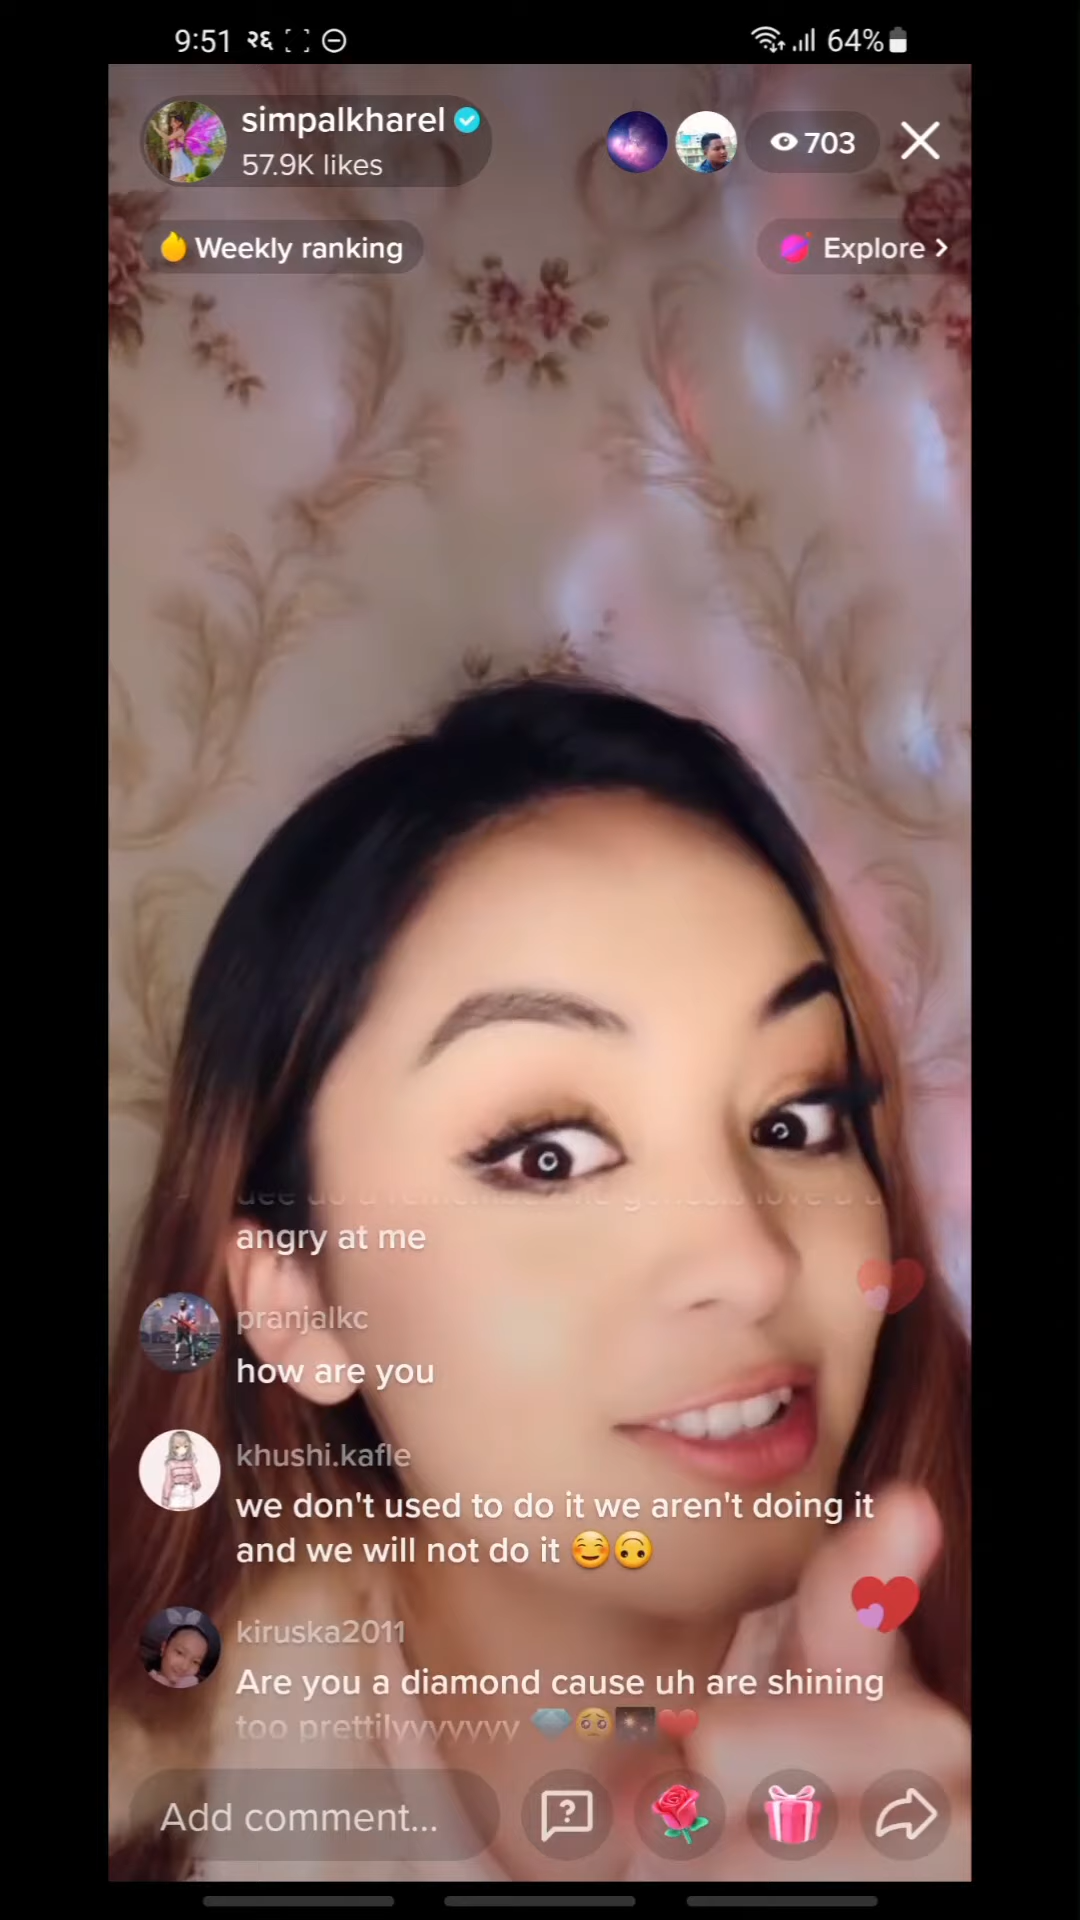 9:51 २६ 64%
simpalkharel
57.9K likes
703
Weekly ranking
Explore
angry at me
pranjalkc
how are you
khushi.kafle
we don't used to do it we aren't doing it
and we will not do it ☺️🙃
kiruska2011
Are you a diamond cause uh are shining
too prettilyyyyyyy 💎🥺🎇❤️
Add comment...